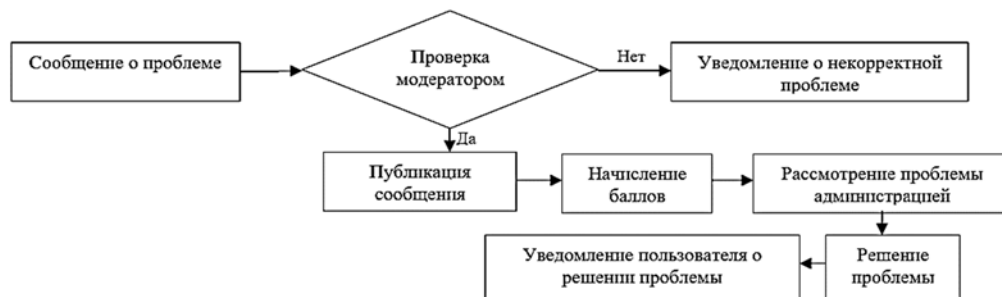 Сообщение о проблеме
Проверка
модератором
Нет
Уведомление о некорректной
проблеме
Да
Публикация
сообщения
Начисление
баллов
Рассмотрение проблемы
администрацией
Уведомление пользователя о
решении проблемы
Решение
проблемы